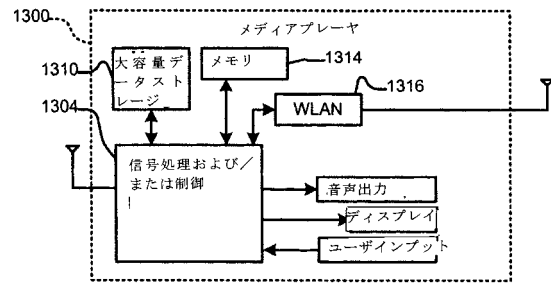 1300
メディアプレーヤ
1310
大容量デ
ータスト
レージ
メモリ
1314
1316
WLAN
1304
信号処理および／
または制御
音声出力
ディスプレイ
ユーザインプット